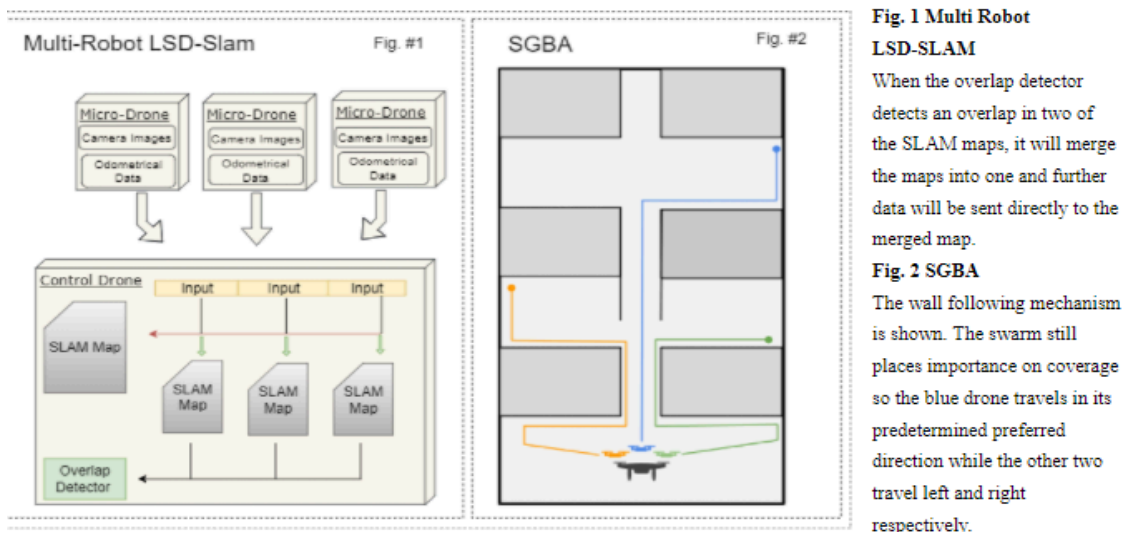 Multi-Robot LSD-Slam
Fig. #1
Micro-Drone
Camera Images
Odometrical
Data
Micro-Drone
Camera Images
Odometrical
Data
Micro-Drone
Camera Images
Odometrical
Data
Control Drone
Input
Input
Input
SLAM Map
SLAM
Map
SLAM
Map
SLAM
Map
Overlap
Detector
SGBA
Fig. #2
Fig. 1 Multi Robot
LSD-SLAM
When the overlap detector
detects an overlap in two of
the SLAM maps, it will merge
the maps into one and further
data will be sent directly to the
merged map.
Fig. 2 SGBA
The wall following mechanism
is shown. The swarm still
places importance on coverage
so the blue drone travels in its
predetermined preferred
direction while the other two
travel left and right
respectively.